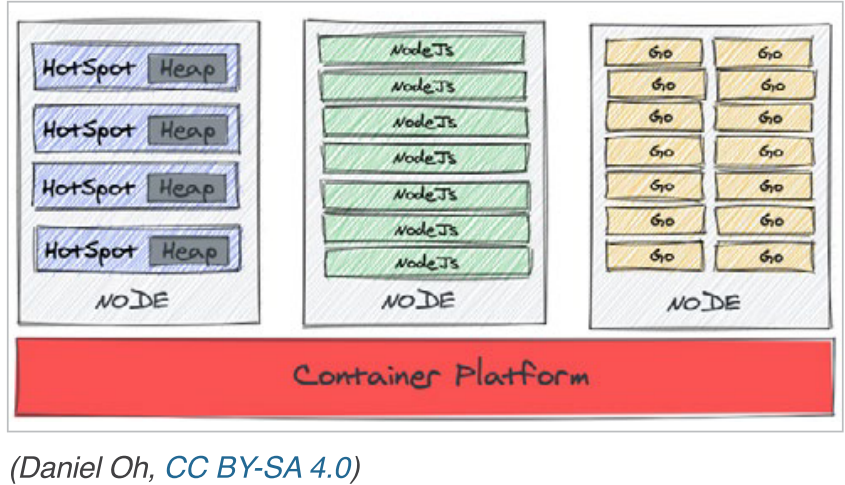 HotSpot Heap
HotSpot Heap
HotSpot Heap
HotSpot Heap
NODE
NodeJs
NodeJs
NodeJs
NodeJs
NodeJs
NodeJs
NodeJs
NODE
Go Go
Go Go
Go Go
Go Go
Go Go
Go Go
Go Go
NODE
Container Platform
(Daniel Oh, CC BY-SA 4.0)